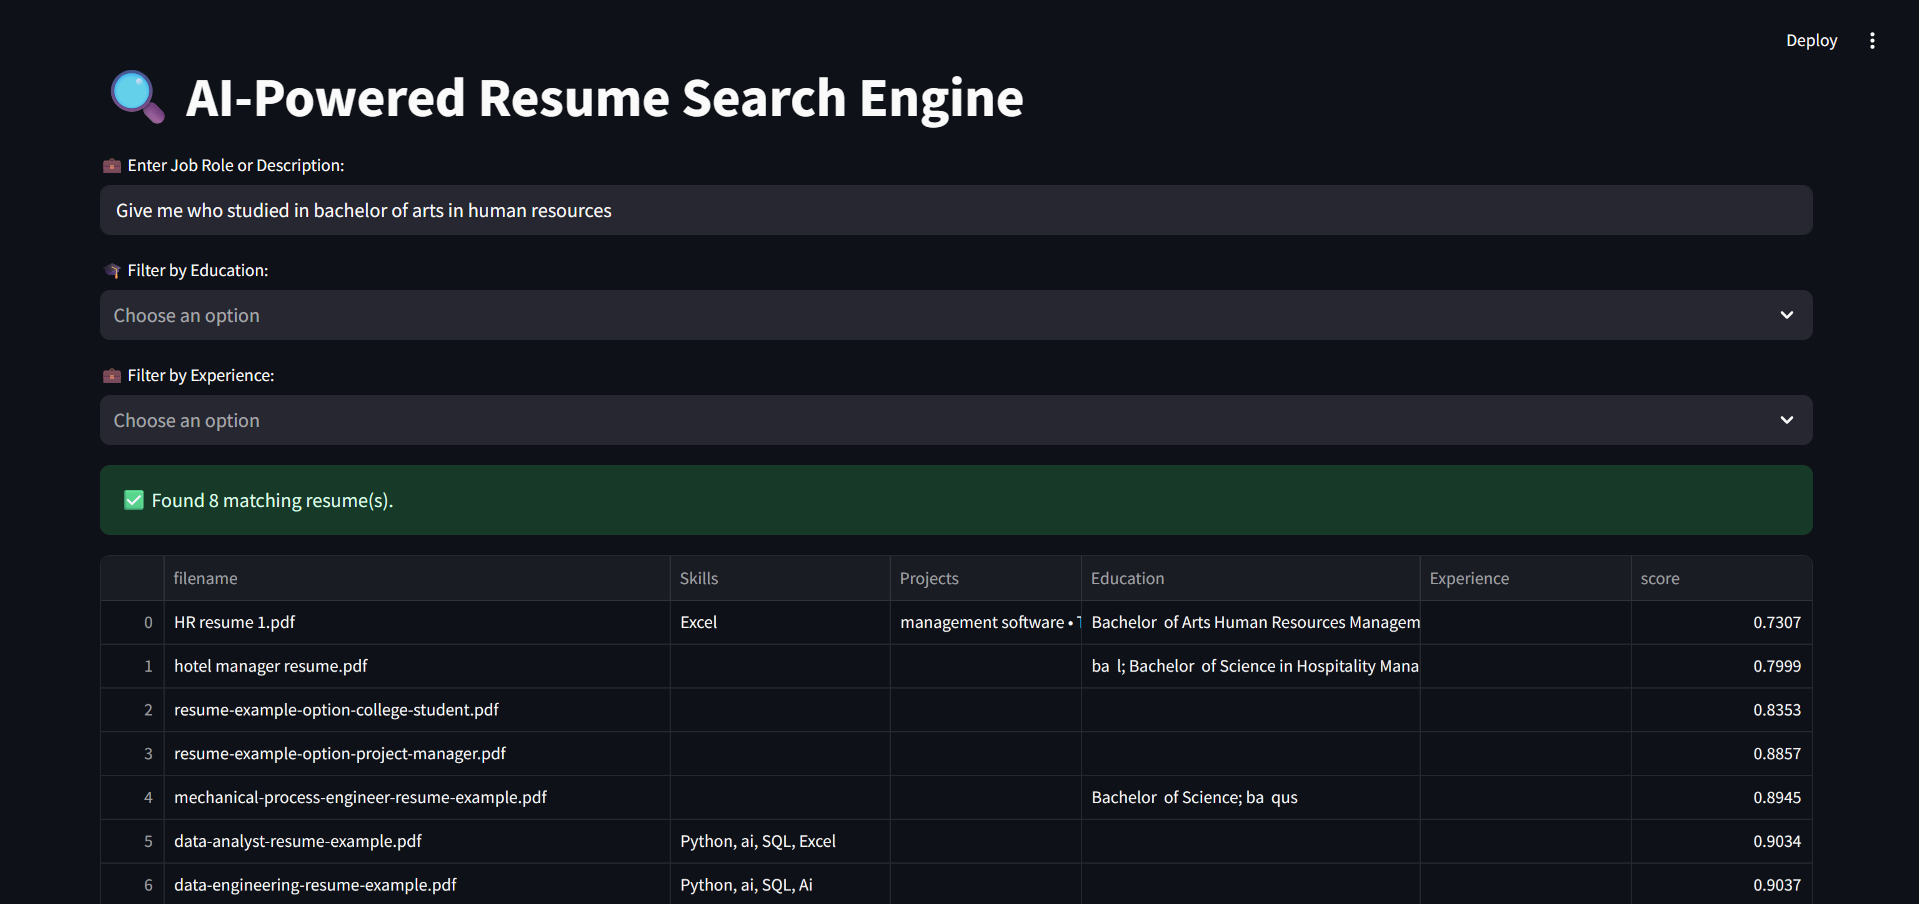 Deploy
AI-Powered Resume Search Engine
Enter Job Role or Description:
Give me who studied in bachelor of arts in human resources
Filter by Education:
Choose an option
Filter by Experience:
Choose an option
Found 8 matching resume(s).
filename Skills Projects Education Experience score
0 HR resume 1.pdf Excel management software • T Bachelor of Arts Human Resources Managem 0.7307
1 hotel manager resume.pdf ba l; Bachelor of Science in Hospitality Mana 0.7999
2 resume-example-option-college-student.pdf 0.8353
3 resume-example-option-project-manager.pdf 0.8857
4 mechanical-process-engineer-resume-example.pdf Bachelor of Science; ba qus 0.8945
5 data-analyst-resume-example.pdf Python, ai, SQL, Excel 0.9034
6 data-engineering-resume-example.pdf Python, ai, SQL, Ai 0.9037